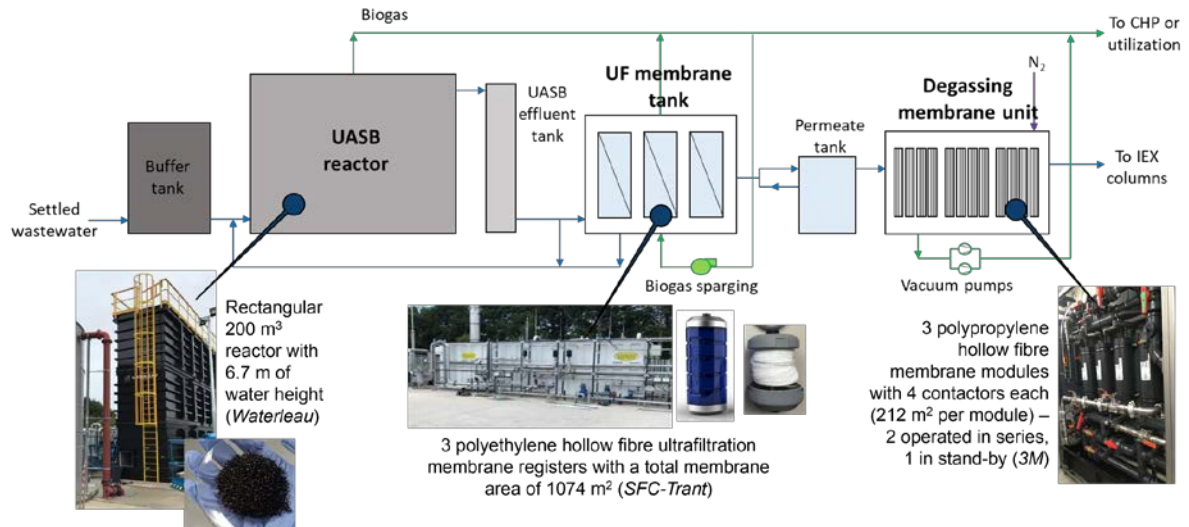 Biogas
To CHP or
utilization
UF membrane
tank
Degassing
membrane unit
N2
UASB
effluent
tank
UASB
reactor
Permeate
tank
Buffer
tank
To IEX
columns
Settled
wastewater
Biogas sparging
Vacuum pumps
Rectangular
200 m³
reactor with
6.7 m of
water height
(Waterleau)
3 polyethylene hollow fibre ultrafiltration
membrane registers with a total membrane
area of 1074 m² (SFC-Trant)
3 polypropylene
hollow fibre
membrane modules
with 4 contactors each
(212 m² per module) –
2 operated in series,
1 in stand-by (3M)